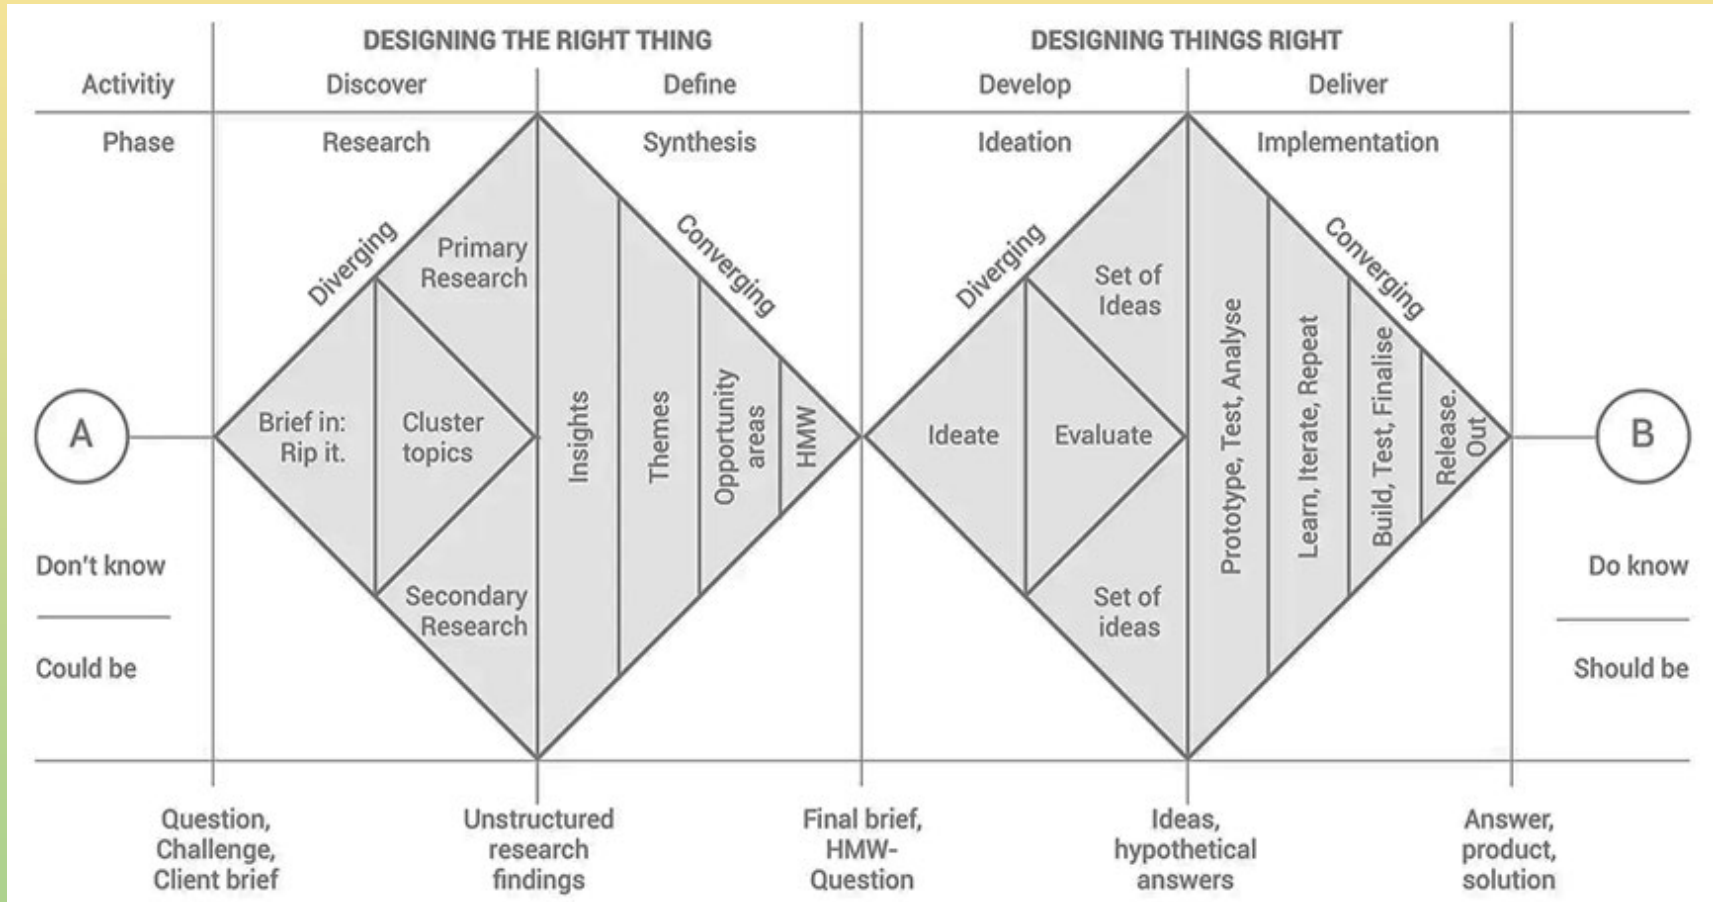 DESIGNING THE RIGHT THING
DESIGNING THINGS RIGHT
Activitiy
Discover
Define
Develop
Deliver
Phase
Research
Synthesis
Ideation
Implementation
Diverging
Converging
Diverging
Converging
A
Brief in:
Rip it.
Cluster
topics
Primary
Research
Secondary
Research
Insights
Themes
Opportunity
areas
HMW
Ideate
Evaluate
Set of
Ideas
Set of
ideas
Prototype, Test, Analyse
Learn, Iterate, Repeat
Build, Test, Finalise
Release.
Out
B
Don't know
Could be
Do know
Should be
Question,
Challenge,
Client brief
Unstructured
research
findings
Final brief,
HMW-
Question
Ideas,
hypothetical
answers
Answer,
product,
solution